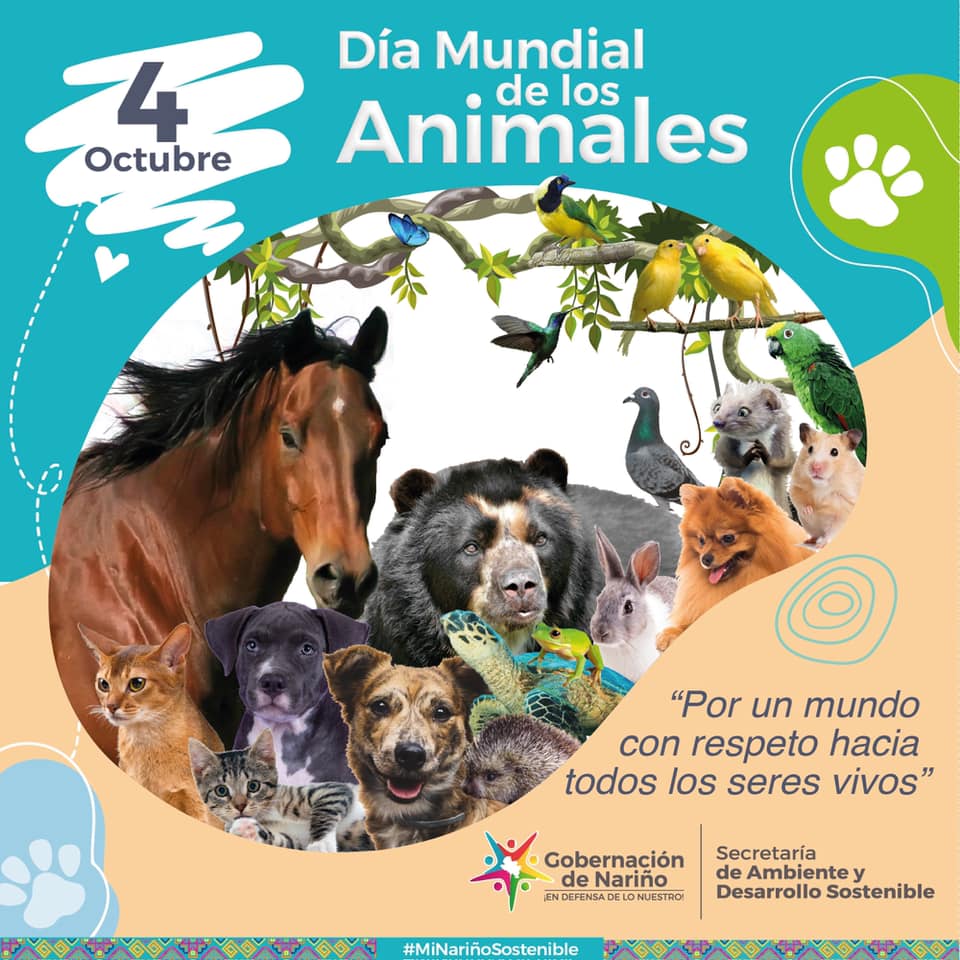 4
Octubre
Día Mundial
de los
Animales
“Por un mundo
con respeto hacia
todos los seres vivos”
Gobernación
de Nariño
¡EN DEFENSA DE LO NUESTRO!
Secretaría
de Ambiente y
Desarrollo Sostenible
#MiNariñoSostenible